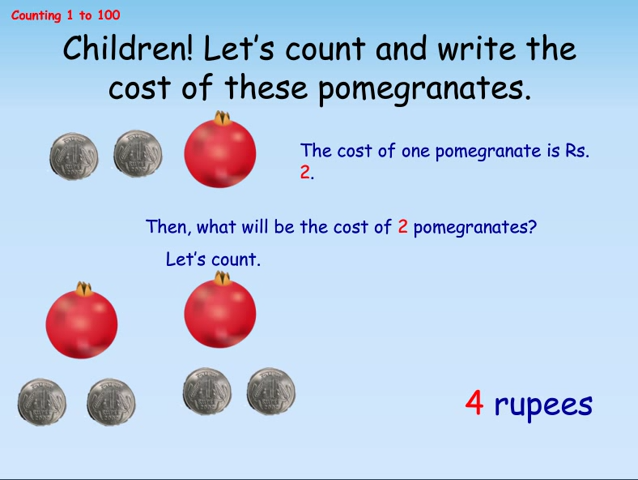 Counting 1 to 100
Children! Let’s count and write the
cost of these pomegranates.
The cost of one pomegranate is Rs.
2.
Then, what will be the cost of 2 pomegranates?
Let’s count.
4 rupees